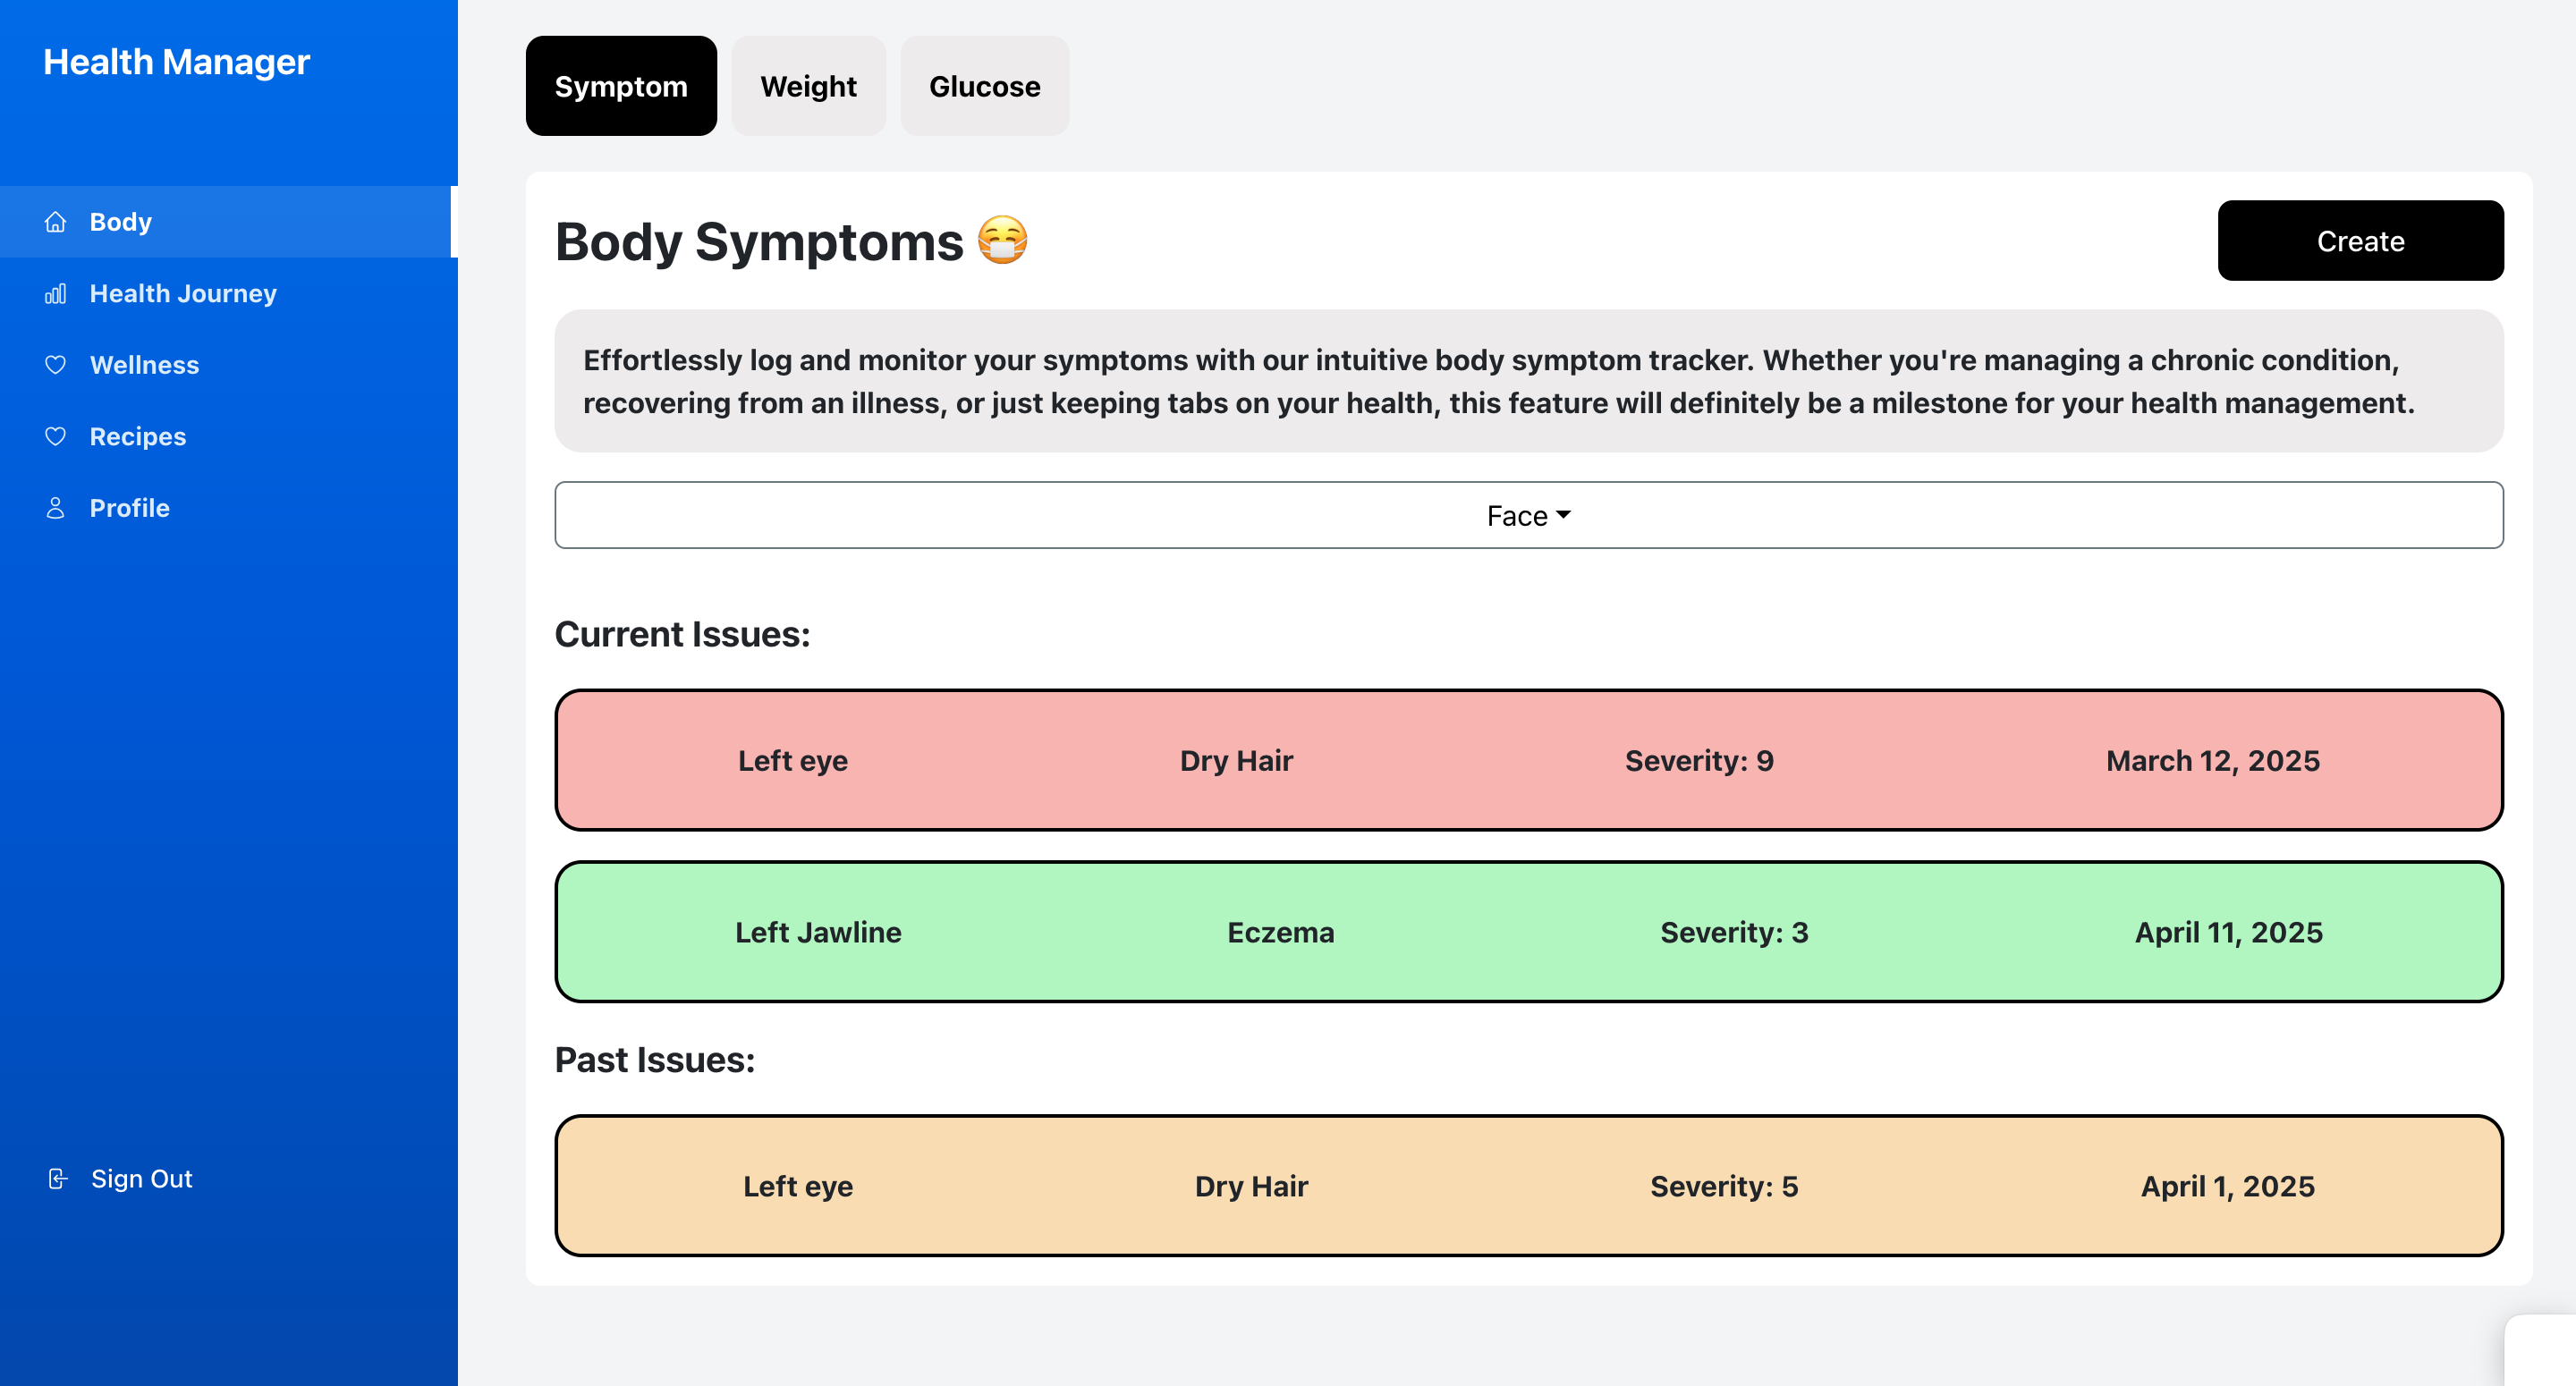 Health Manager
Body
Health Journey
Wellness
Recipes
Profile
Sign Out
Symptom Weight Glucose
Body Symptoms 😷
Create
Effortlessly log and monitor your symptoms with our intuitive body symptom tracker. Whether you're managing a chronic condition,
recovering from an illness, or just keeping tabs on your health, this feature will definitely be a milestone for your health management.
Face
Current Issues:
Left eye Dry Hair Severity: 9 March 12, 2025
Left Jawline Eczema Severity: 3 April 11, 2025
Past Issues:
Left eye Dry Hair Severity: 5 April 1, 2025